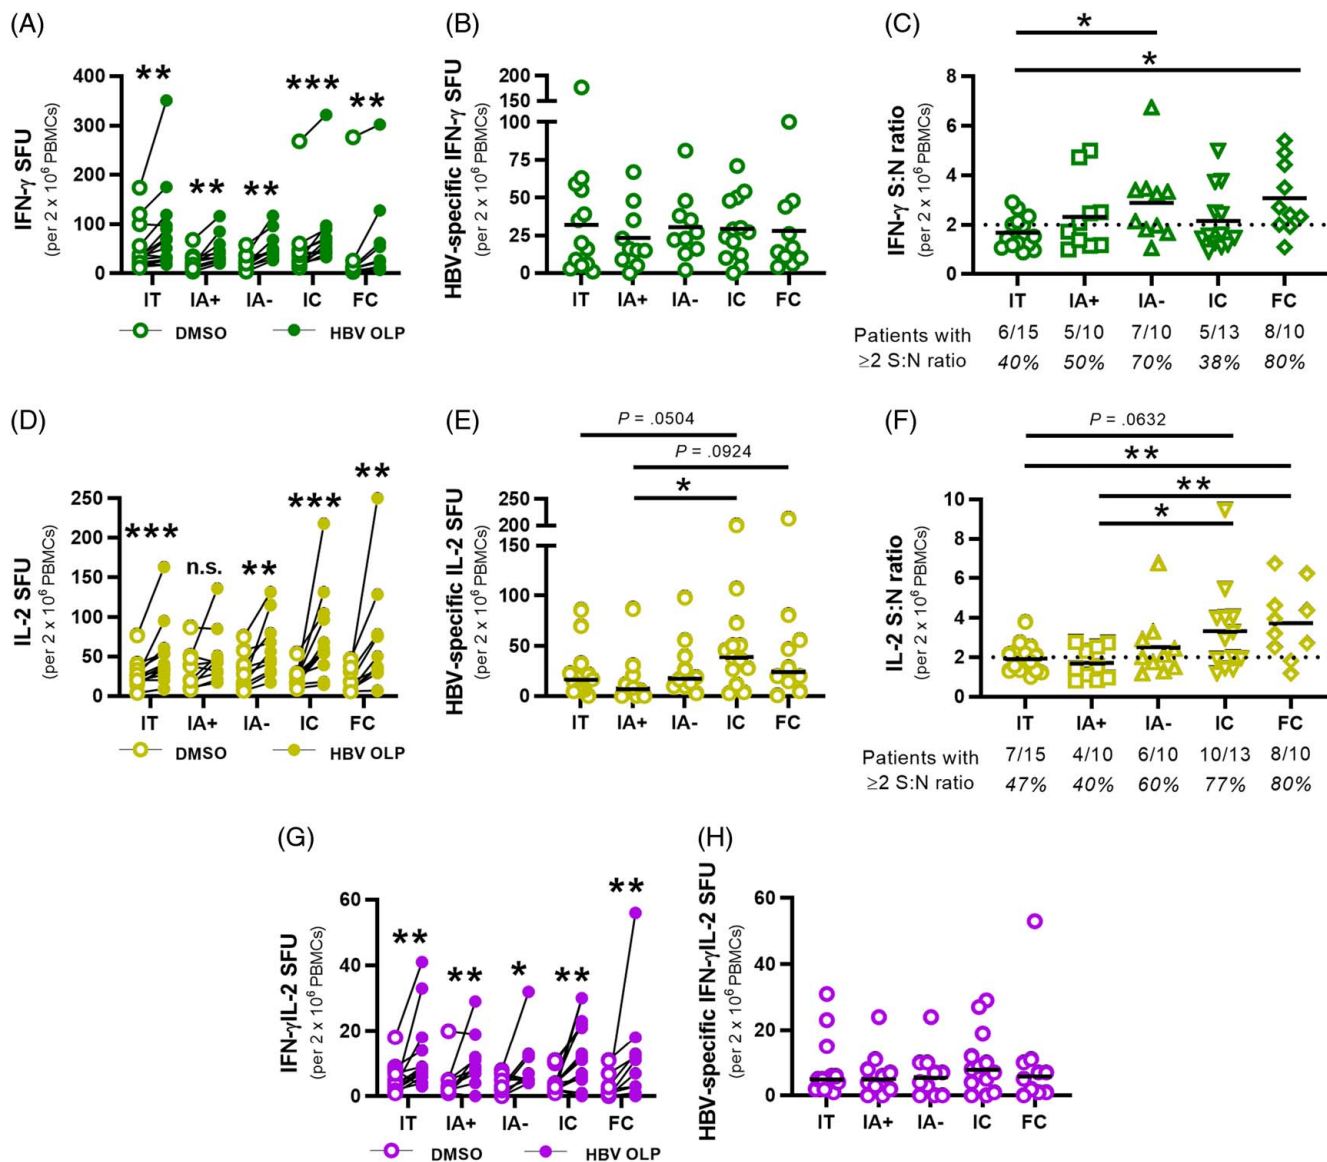 (A)
IFN-γ SFU
(per 2 x 10⁶ PBMCs)
400
300
200
100
0
**
**
**
***
**
IT
IA+
IA-
IC
FC
DMSO
HBV OLP
(B)
HBV-specific IFN-γ SFU
(per 2 x 10⁶ PBMCs)
200
150
100
75
50
25
0
IT
IA+
IA-
IC
FC
(C)
*
*
IFN-γ S:N ratio
(per 2 x 10⁶ PBMCs)
8
6
4
2
0
IT
IA+
IA-
IC
FC
Patients with
≥2 S:N ratio
6/15
5/10
7/10
5/13
8/10
40%
50%
70%
38%
80%
(D)
IL-2 SFU
(per 2 x 10⁶ PBMCs)
250
200
150
100
50
0
***
n.s.
**
***
**
IT
IA+
IA-
IC
FC
DMSO
HBV OLP
(E)
P = .0504
P = .0924
*
HBV-specific IL-2 SFU
(per 2 x 10⁶ PBMCs)
250
200
150
100
50
0
IT
IA+
IA-
IC
FC
(F)
P = .0632
**
**
*
IL-2 S:N ratio
(per 2 x 10⁶ PBMCs)
10
8
6
4
2
0
IT
IA+
IA-
IC
FC
Patients with
≥2 S:N ratio
7/15
4/10
6/10
10/13
8/10
47%
40%
60%
77%
80%
(G)
IFN-γIL-2 SFU
(per 2 x 10⁶ PBMCs)
60
40
20
0
**
**
*
**
**
IT
IA+
IA-
IC
FC
DMSO
HBV OLP
(H)
HBV-specific IFN-γIL-2 SFU
(per 2 x 10⁶ PBMCs)
60
40
20
0
IT
IA+
IA-
IC
FC